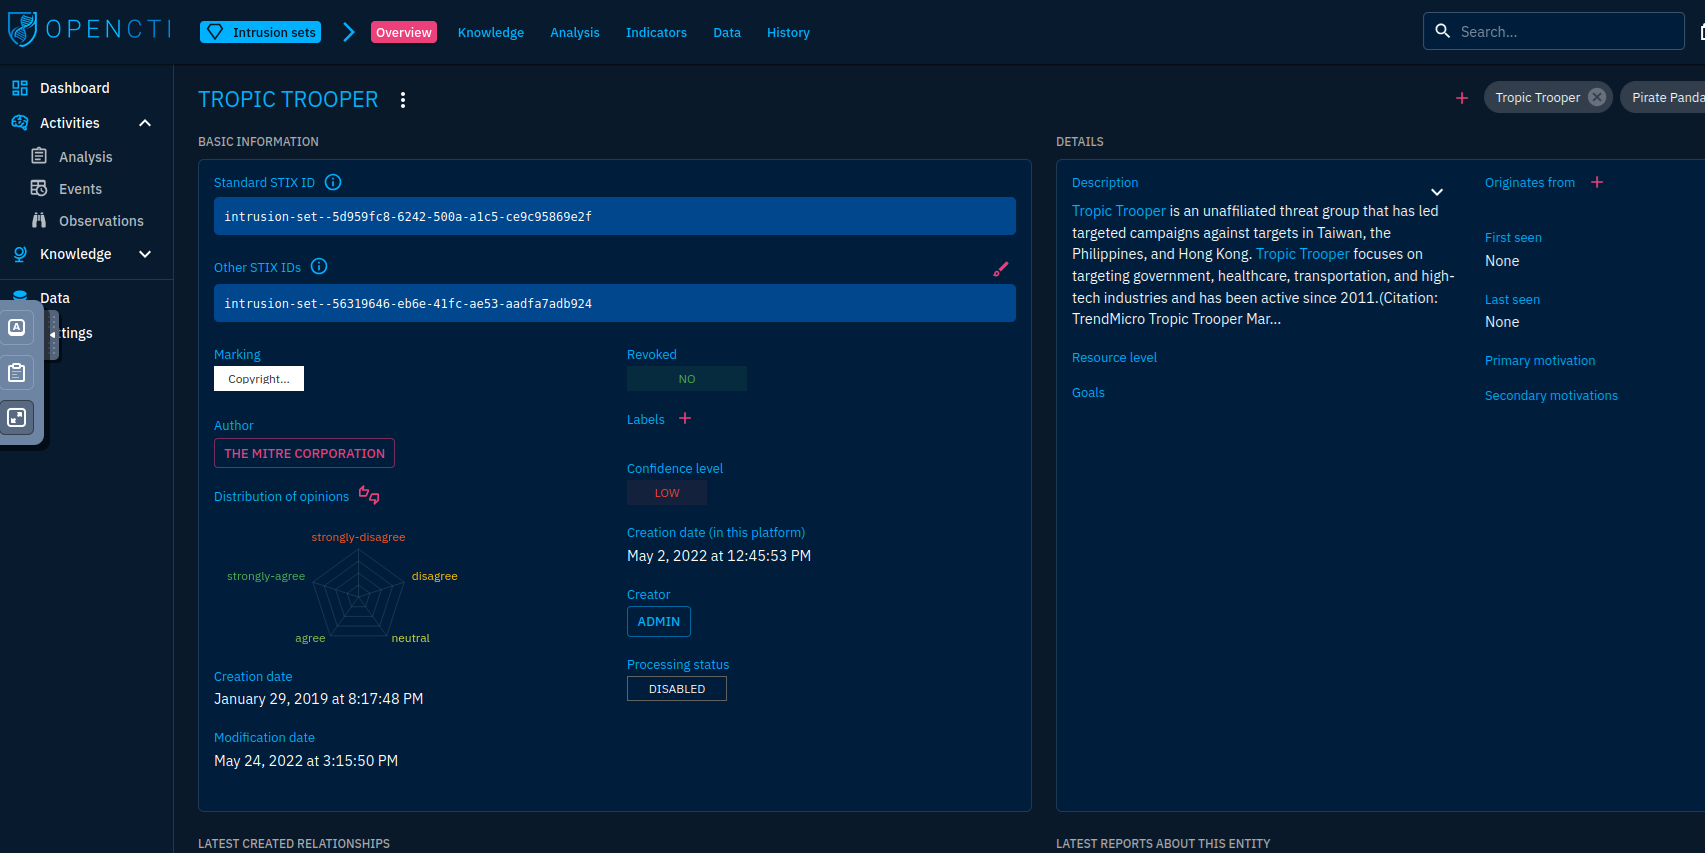 OPENCTI
Intrusion sets
Overview
Knowledge
Analysis
Indicators
Data
History
Search...
Dashboard
Activities
Analysis
Events
Observations
Knowledge
Data
ttings
A
TROPIC TROOPER
+
Tropic Trooper
Pirate Panda
BASIC INFORMATION
Standard STIX ID
intrusion-set--5d959fc8-6242-500a-a1c5-ce9c95869e2f
Other STIX IDs
intrusion-set--56319646-eb6e-41fc-ae53-aadfa7adb924
Marking
Copyright...
Author
THE MITRE CORPORATION
Distribution of opinions
strongly-disagree
strongly-agree
disagree
agree
neutral
Creation date
January 29, 2019 at 8:17:48 PM
Modification date
May 24, 2022 at 3:15:50 PM
Revoked
NO
Labels +
Confidence level
LOW
Creation date (in this platform)
May 2, 2022 at 12:45:53 PM
Creator
ADMIN
Processing status
DISABLED
DETAILS
Description
Tropic Trooper is an unaffiliated threat group that has led
targeted campaigns against targets in Taiwan, the
Philippines, and Hong Kong. Tropic Trooper focuses on
targeting government, healthcare, transportation, and high-
tech industries and has been active since 2011.(Citation:
TrendMicro Tropic Trooper Mar...
Resource level
Goals
Originates from +
First seen
None
Last seen
None
Primary motivation
Secondary motivations
LATEST CREATED RELATIONSHIPS
LATEST REPORTS ABOUT THIS ENTITY